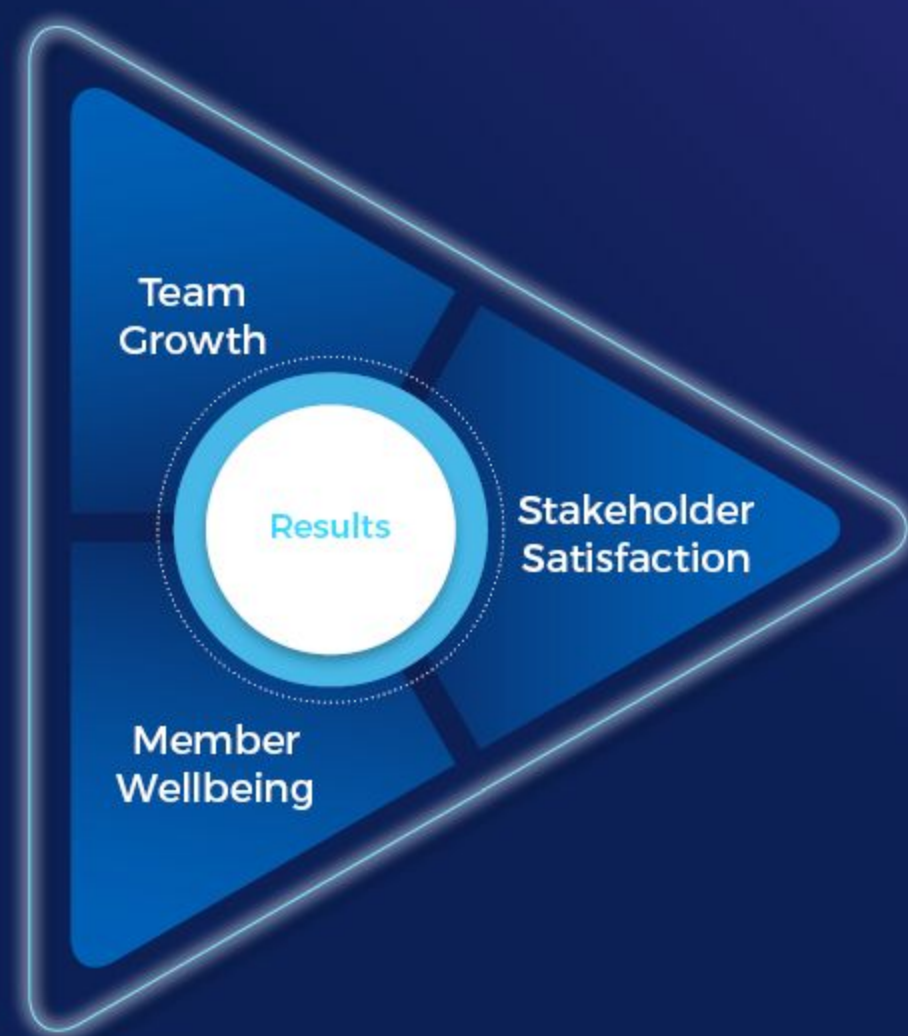 Team
Growth
Results
Stakeholder
Satisfaction
Member
Wellbeing